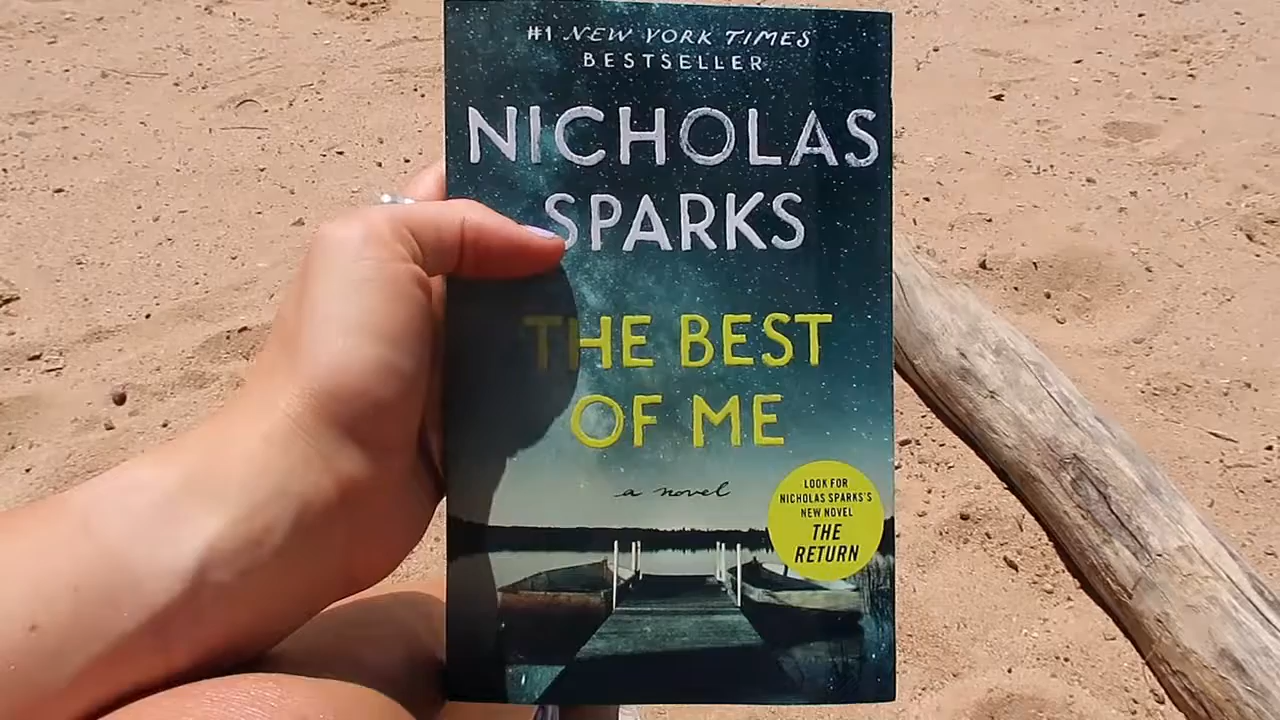 #1 NEW YORK TIMES
BESTSELLER
NICHOLAS
SPARKS
THE BEST
OF ME
a novel
LOOK FOR
NICHOLAS SPARKS'S
NEW NOVEL
THE
RETURN